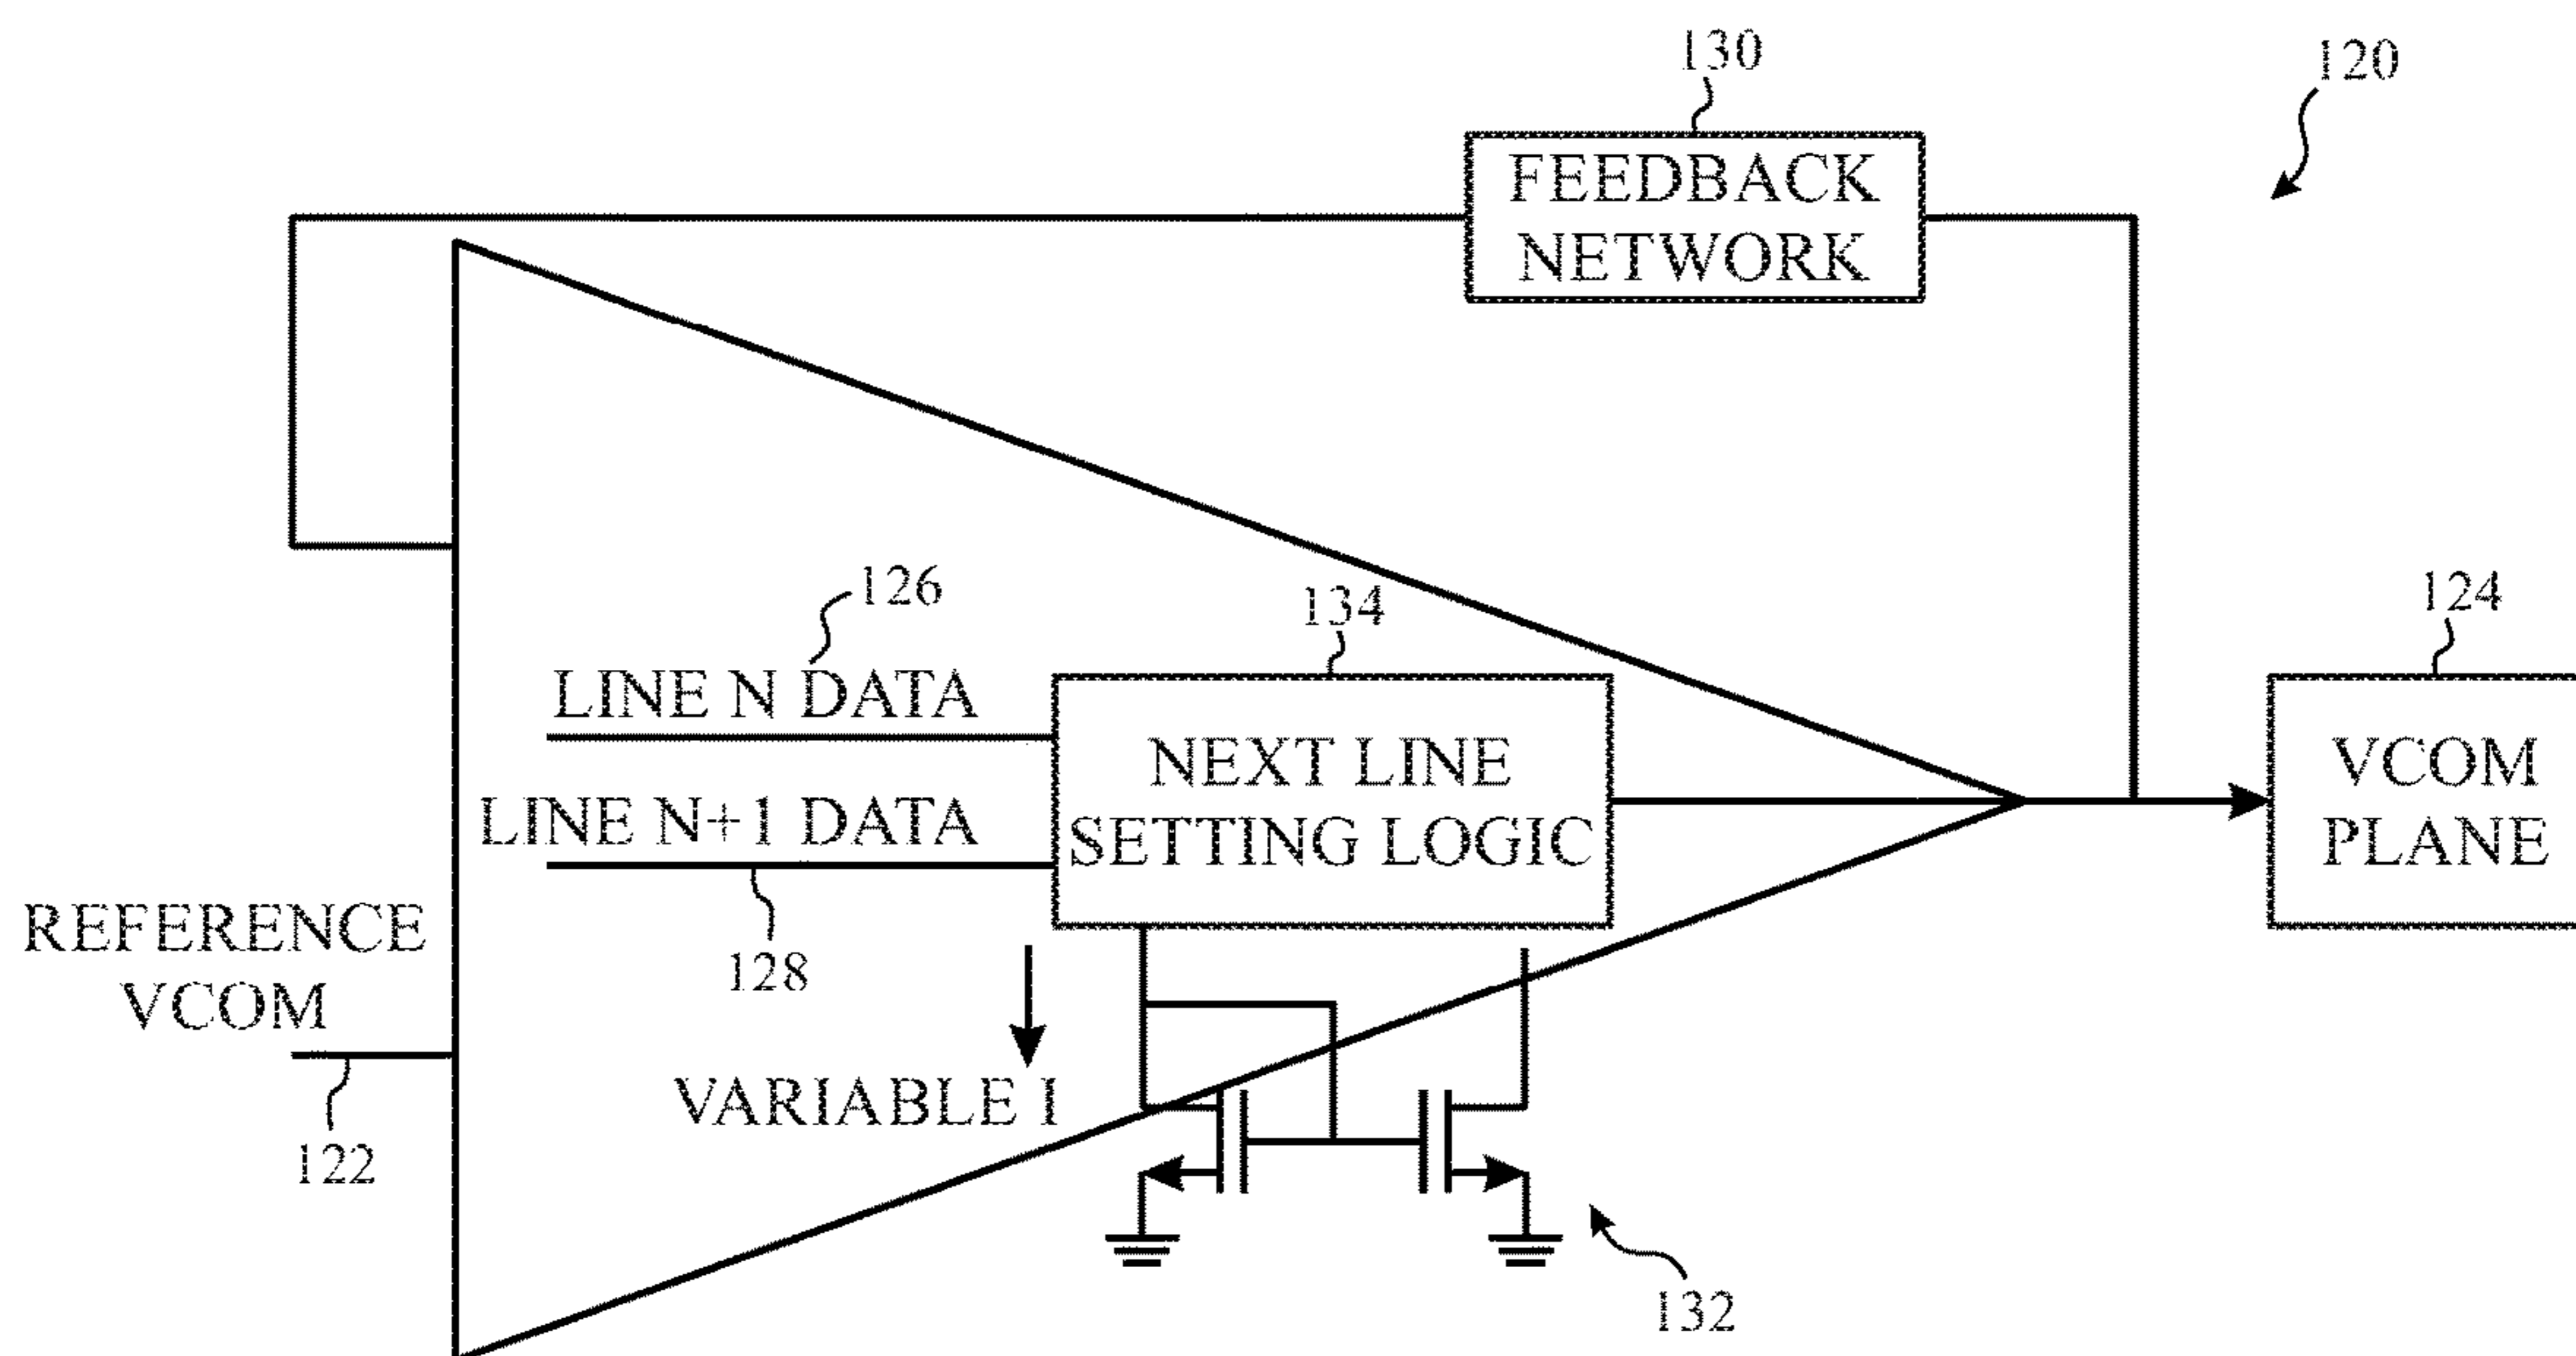 130
120
FEEDBACK
NETWORK
126
134
124
LINE N DATA
NEXT LINE
SETTING LOGIC
VCOM
PLANE
LINE N+1 DATA
128
REFERENCE
VCOM
122
VARIABLE I
132